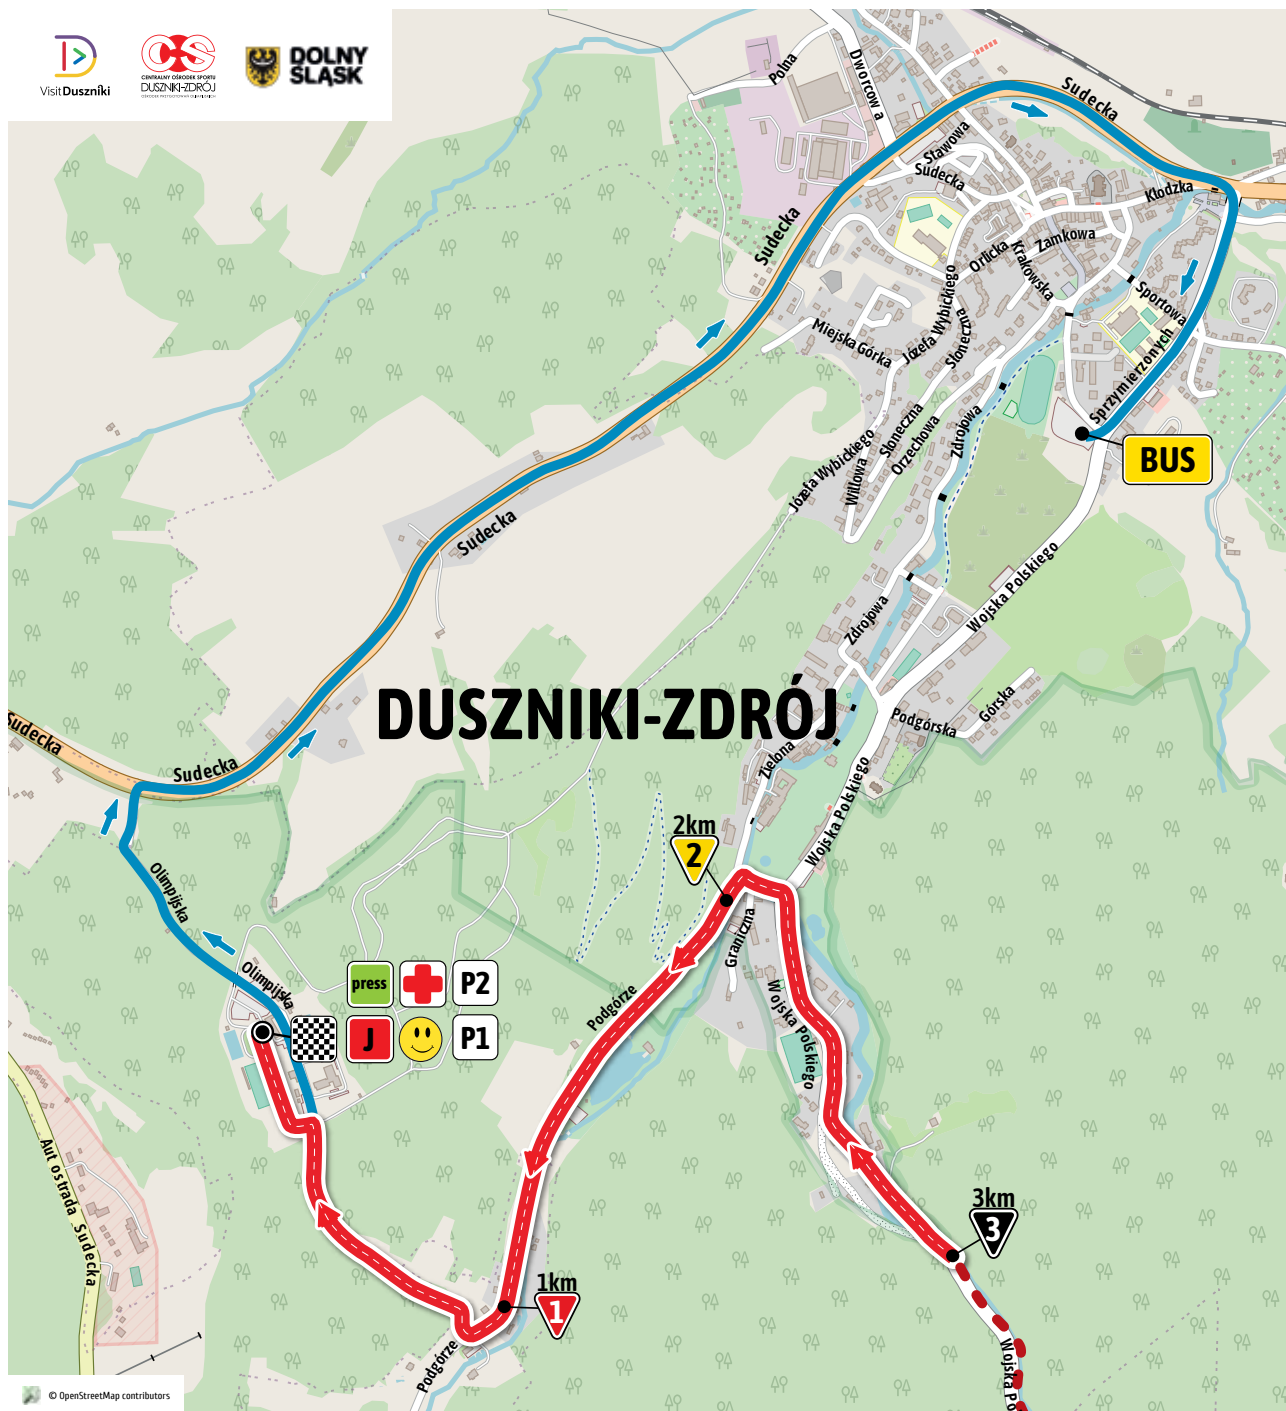 Visit Duszniki
CS
CENTRALNY OŚRODEK SPORTU
DUSZNIKI-ZDRÓJ
DOLNY
ŚLĄSK
Polna
Dworcowa
Sudecka
Stawowa
Sudecka
Kłodzka
Sudecka
Orlicka
Zamkowa
Krakowska
Sportowa
Józefa Wybickiego
Słoneczna
Miejska Górka
Sprzymierzonych
BUS
Słoneczna
Orzechowa
Zdrojowa
Józefa Wybickiego
Willowa
Sudecka
Wojska Polskiego
Zdrojowa
DUSZNIKI-ZDRÓJ
Górska
Podgórska
Sudecka
Sudecka
Zielona
Wojska Polskiego
2km
2
Olimpijska
Graniczna
Olimpijska
press
P2
Podgórze
Wojska Polskiego
J
P1
Autostrada Sudecka
3km
3
1km
1
Podgórze
Wojska Po
© OpenStreetMap contributors